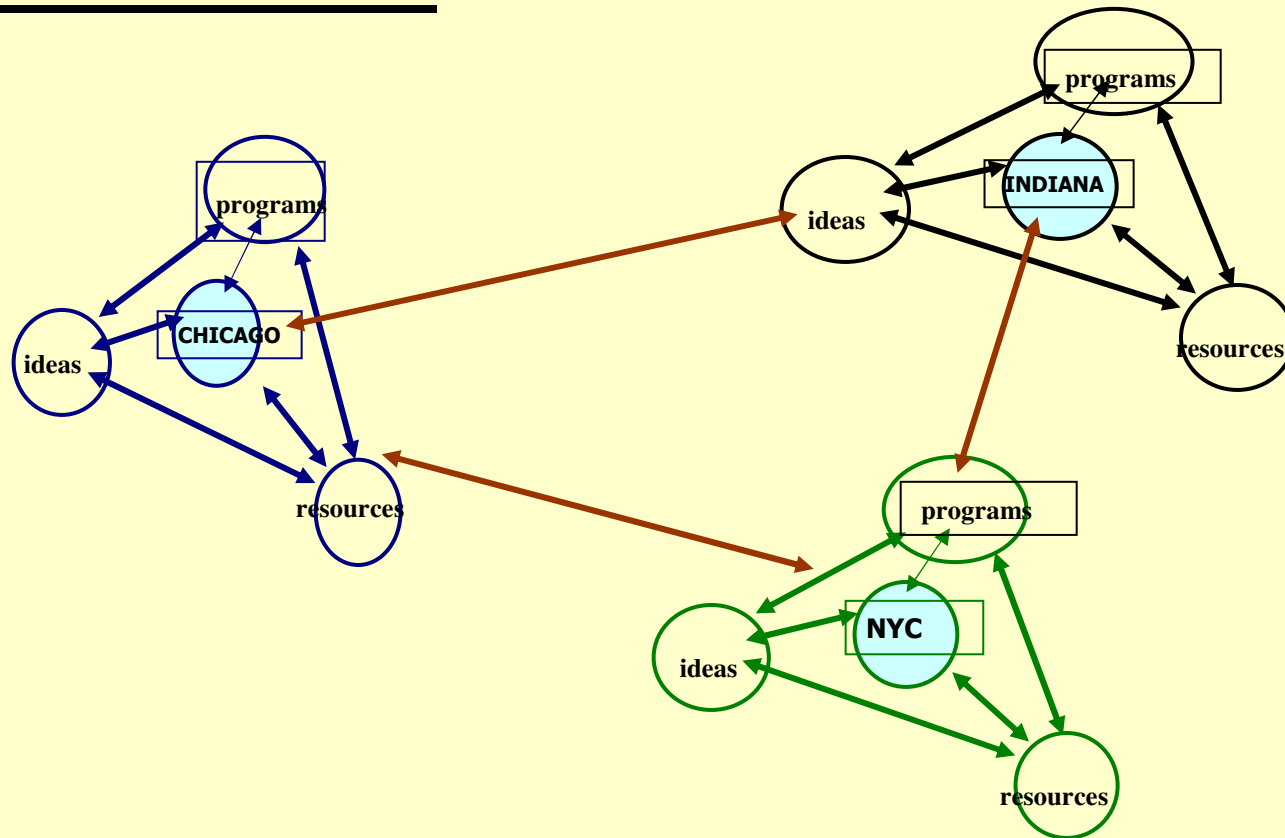 programs
INDIANA
ideas
resources
programs
CHICAGO
ideas
resources
programs
NYC
ideas
resources